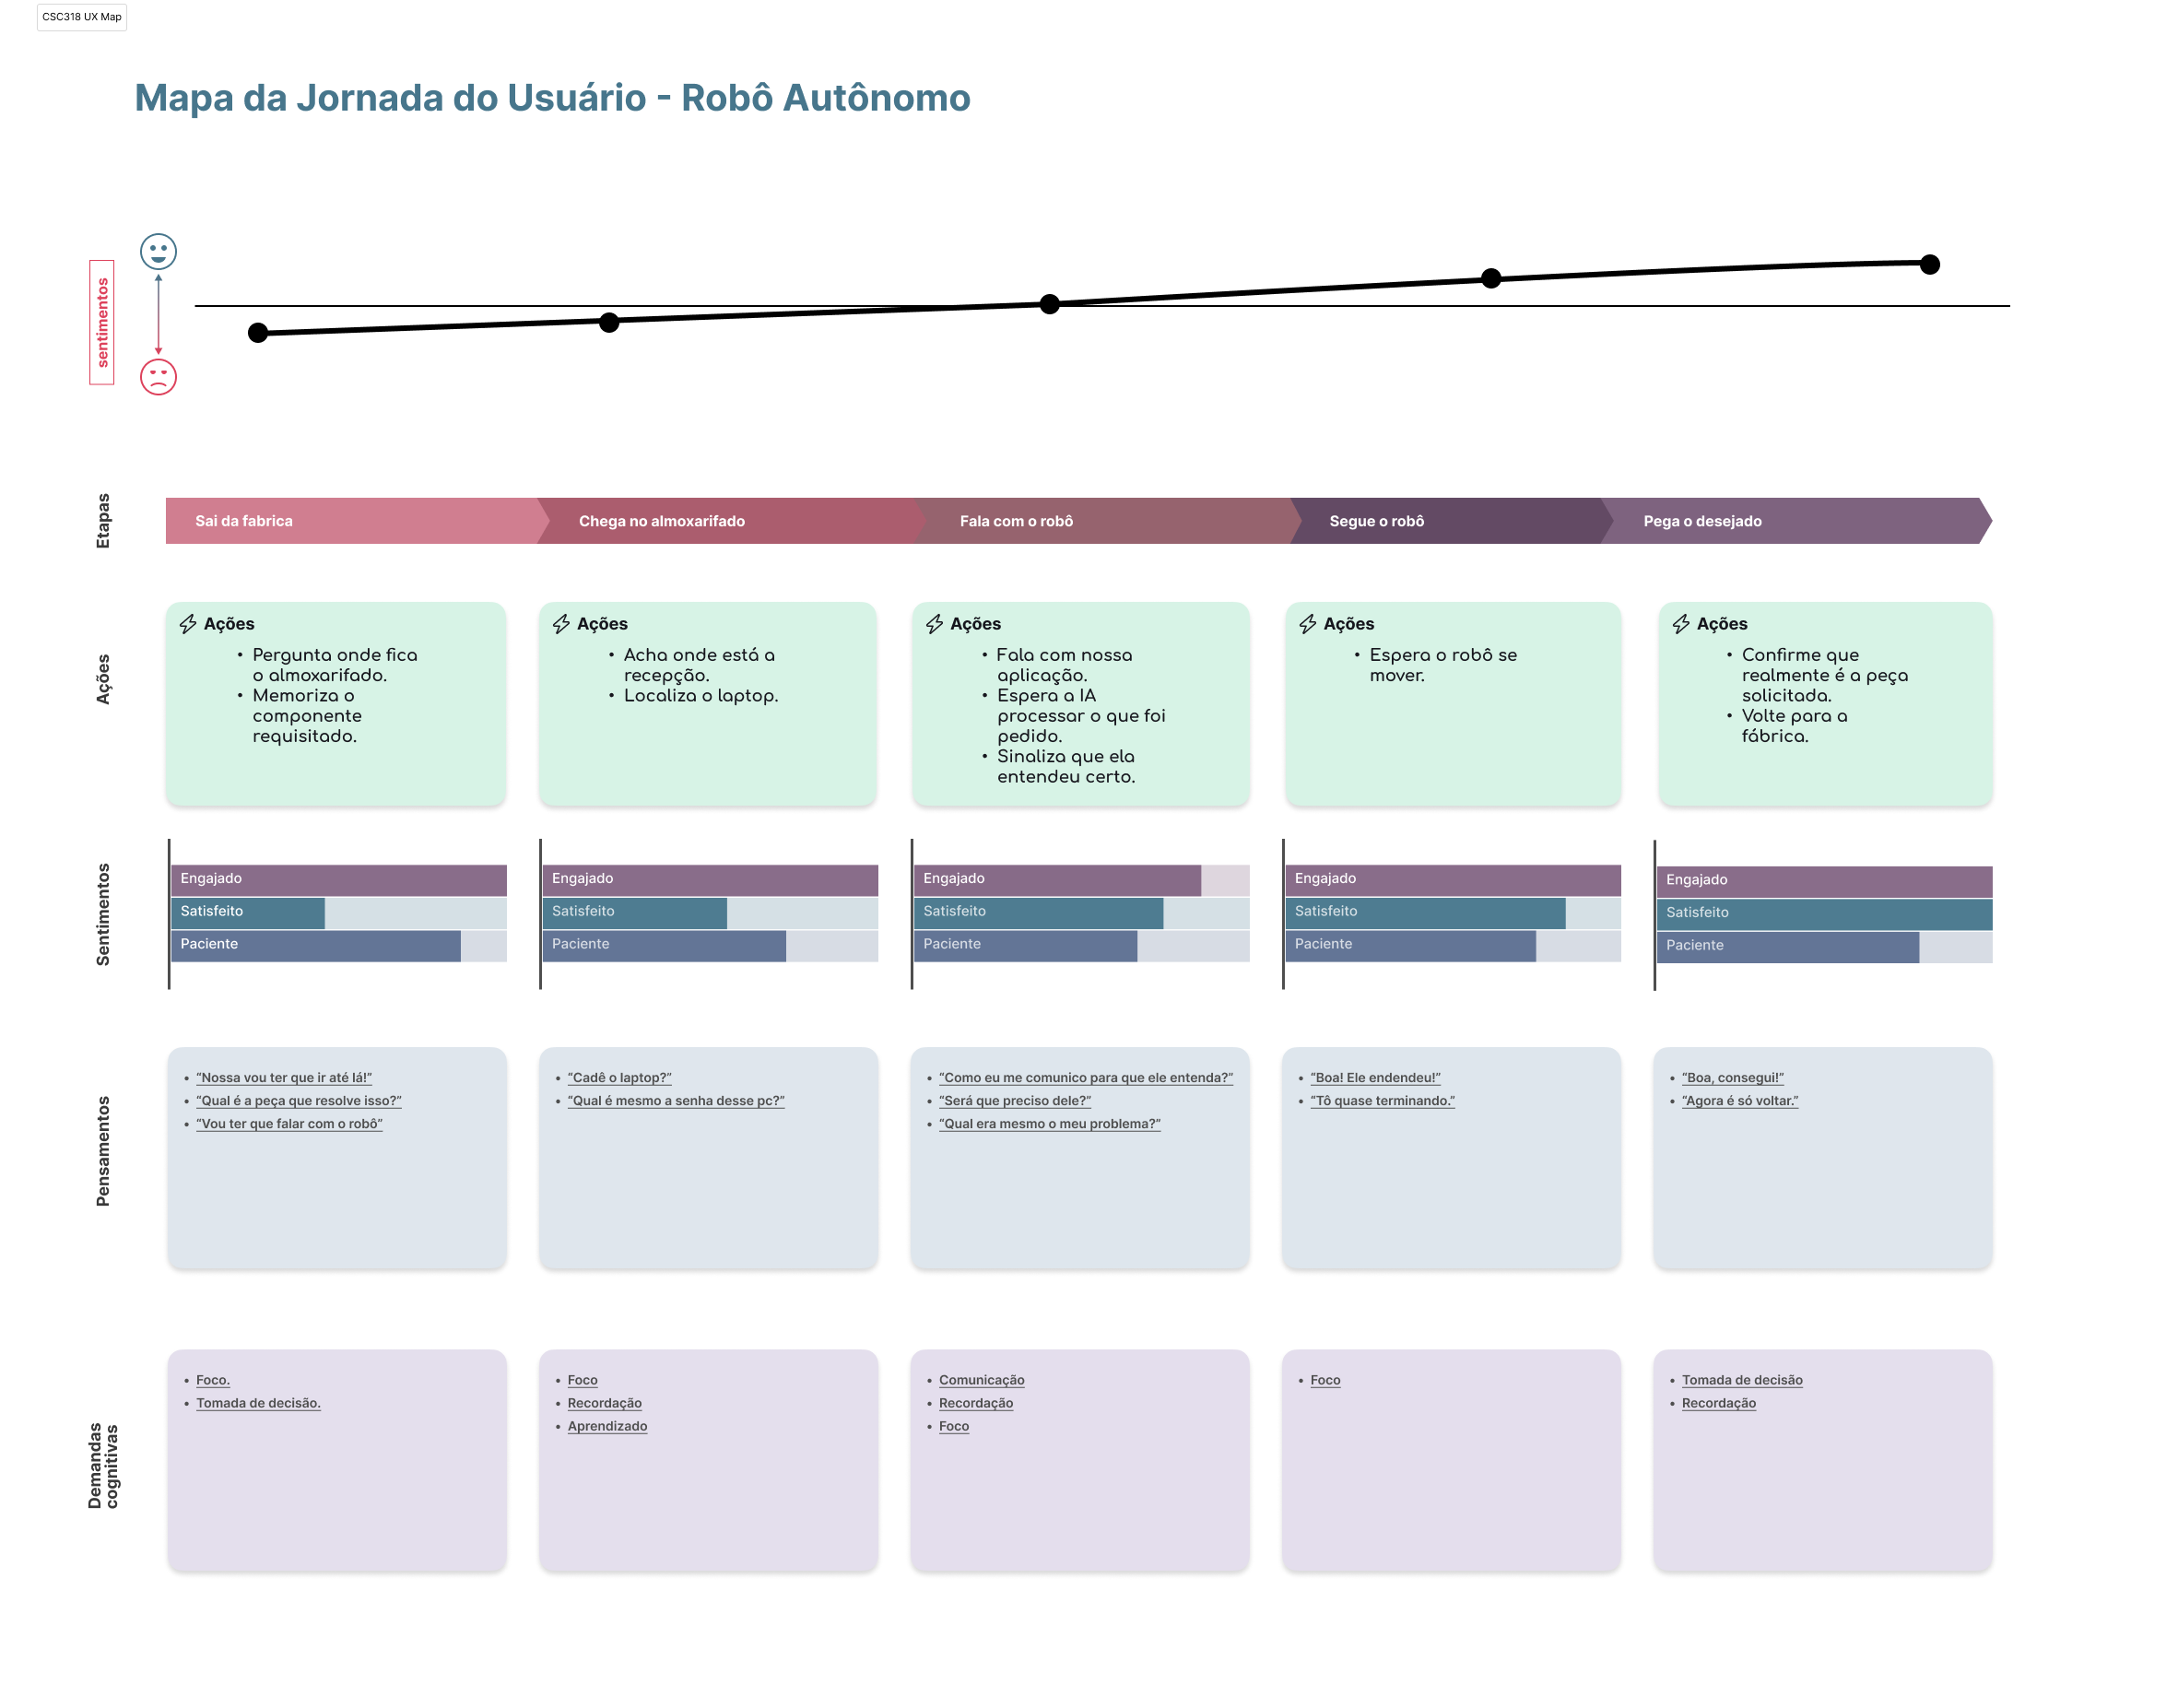 CSC318 UX Map
Mapa da Jornada do Usuário - Robô Autônomo
sentimentos
Etapas
Sai da fabrica
Chega no almoxarifado
Fala com o robô
Segue o robô
Pega o desejado
Ações
Ações
• Pergunta onde fica
o almoxarifado.
• Memoriza o
componente
requisitado.
Ações
• Acha onde está a
recepção.
• Localiza o laptop.
Ações
• Fala com nossa
aplicação.
• Espera a IA
processar o que foi
pedido.
• Sinaliza que ela
entendeu certo.
Ações
• Espera o robô se
mover.
Ações
• Confirme que
realmente é a peça
solicitada.
• Volte para a
fábrica.
Sentimentos
Engajado
Satisfeito
Paciente
Engajado
Satisfeito
Paciente
Engajado
Satisfeito
Paciente
Engajado
Satisfeito
Paciente
Engajado
Satisfeito
Paciente
Pensamentos
• “Nossa vou ter que ir até lá!”
• “Qual é a peça que resolve isso?”
• “Vou ter que falar com o robô”
• “Cadê o laptop?”
• “Qual é mesmo a senha desse pc?”
• “Como eu me comunico para que ele entenda?”
• “Será que preciso dele?”
• “Qual era mesmo o meu problema?”
• “Boa! Ele endendeu!”
• “Tô quase terminando.”
• “Boa, consegui!”
• “Agora é só voltar.”
Demandas
cognitivas
• Foco.
• Tomada de decisão.
• Foco
• Recordação
• Aprendizado
• Comunicação
• Recordação
• Foco
• Foco
• Tomada de decisão
• Recordação